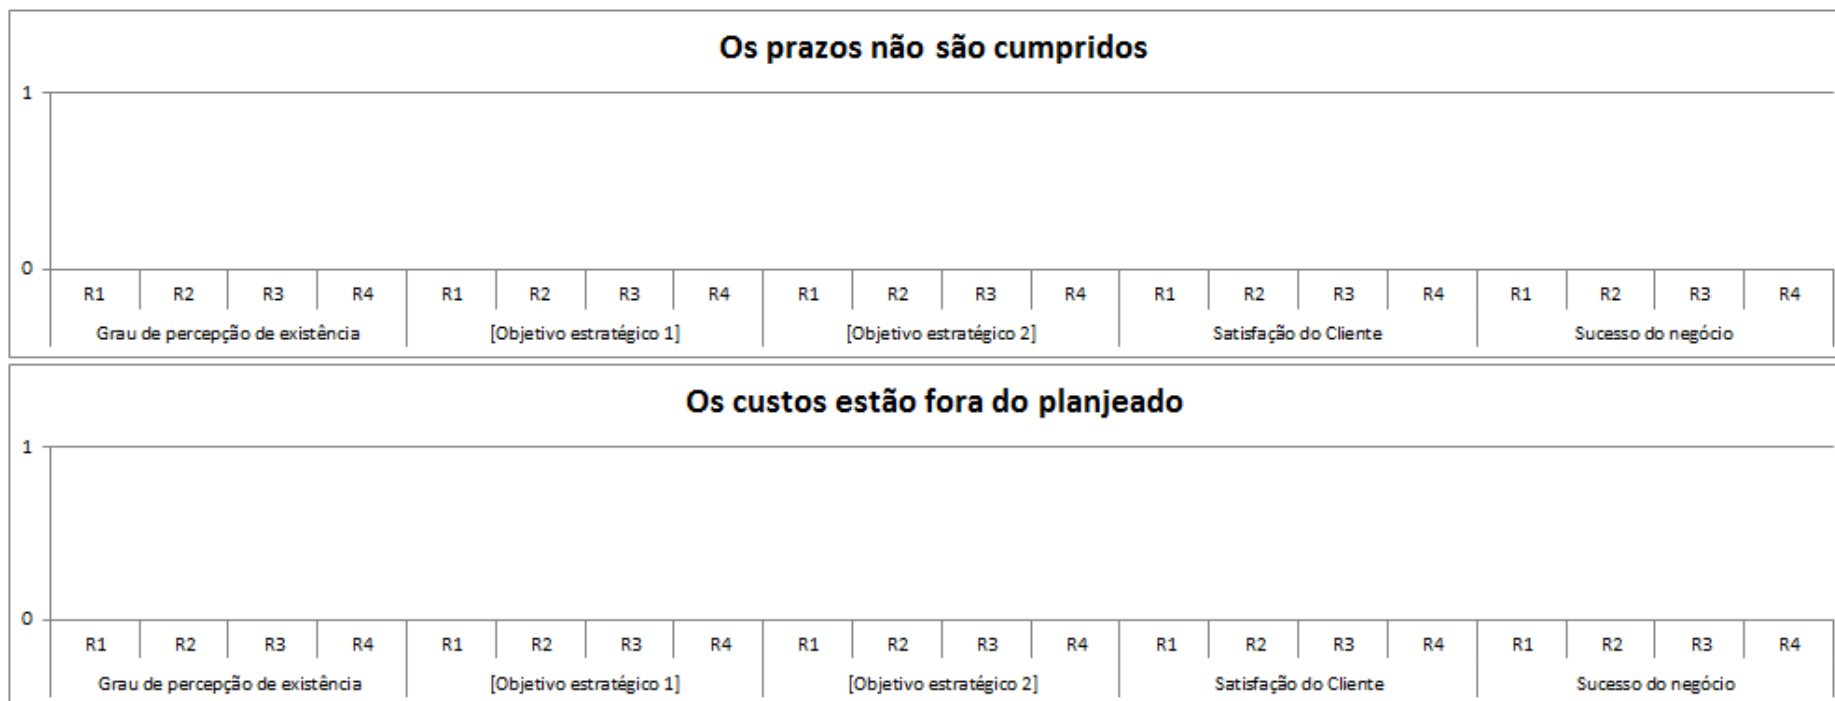 Os prazos não são cumpridos
1
0
R1 R2 R3 R4 R1 R2 R3 R4 R1 R2 R3 R4 R1 R2 R3 R4 R1 R2 R3 R4
Grau de percepção de existência [Objetivo estratégico 1] [Objetivo estratégico 2] Satisfação do Cliente Sucesso do negócio
Os custos estão fora do planjeado
1
0
R1 R2 R3 R4 R1 R2 R3 R4 R1 R2 R3 R4 R1 R2 R3 R4 R1 R2 R3 R4
Grau de percepção de existência [Objetivo estratégico 1] [Objetivo estratégico 2] Satisfação do Cliente Sucesso do negócio